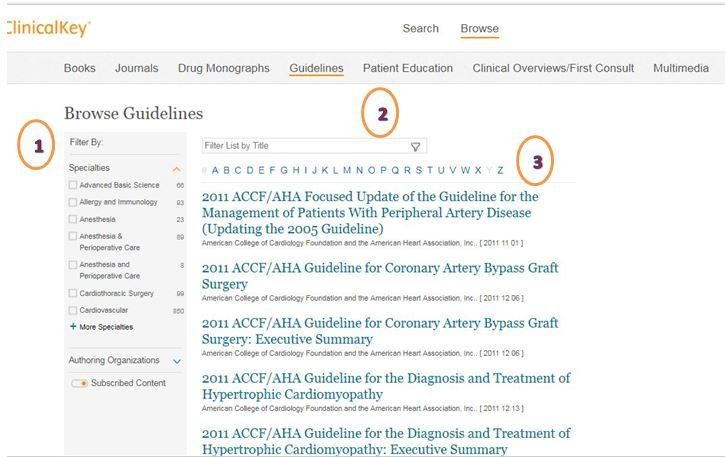 ClinicalKey
Search Browse
Books Journals Drug Monographs Guidelines Patient Education Clinical Overviews/First Consult Multimedia
Browse Guidelines
1
2
3
Filter By:
Filter List by Title
# A B C D E F G H I J K L M N O P Q R S T U V W X Y Z
Specialties
Advanced Basic Science 66
Allergy and Immunology 93
Anesthesia 23
Anesthesia & 89
Perioperative Care
Anesthesia and 8
Perioperative Care
Cardiothoracic Surgery 99
Cardiovascular 850
+ More Specialties
Authoring Organizations
Subscribed Content
2011 ACCF/AHA Focused Update of the Guideline for the
Management of Patients With Peripheral Artery Disease
(Updating the 2005 Guideline)
American College of Cardiology Foundation and the American Heart Association, Inc.. [ 2011 11 01 ]
2011 ACCF/AHA Guideline for Coronary Artery Bypass Graft
Surgery
American College of Cardiology Foundation and the American Heart Association, Inc.. [ 2011 12 06 ]
2011 ACCF/AHA Guideline for Coronary Artery Bypass Graft
Surgery: Executive Summary
American College of Cardiology Foundation and the American Heart Association, Inc.. [ 2011 12 06 ]
2011 ACCF/AHA Guideline for the Diagnosis and Treatment of
Hypertrophic Cardiomyopathy
American College of Cardiology Foundation and the American Heart Association, Inc.. [ 2011 12 13 ]
2011 ACCF/AHA Guideline for the Diagnosis and Treatment of
Hypertrophic Cardiomyopathy: Executive Summary